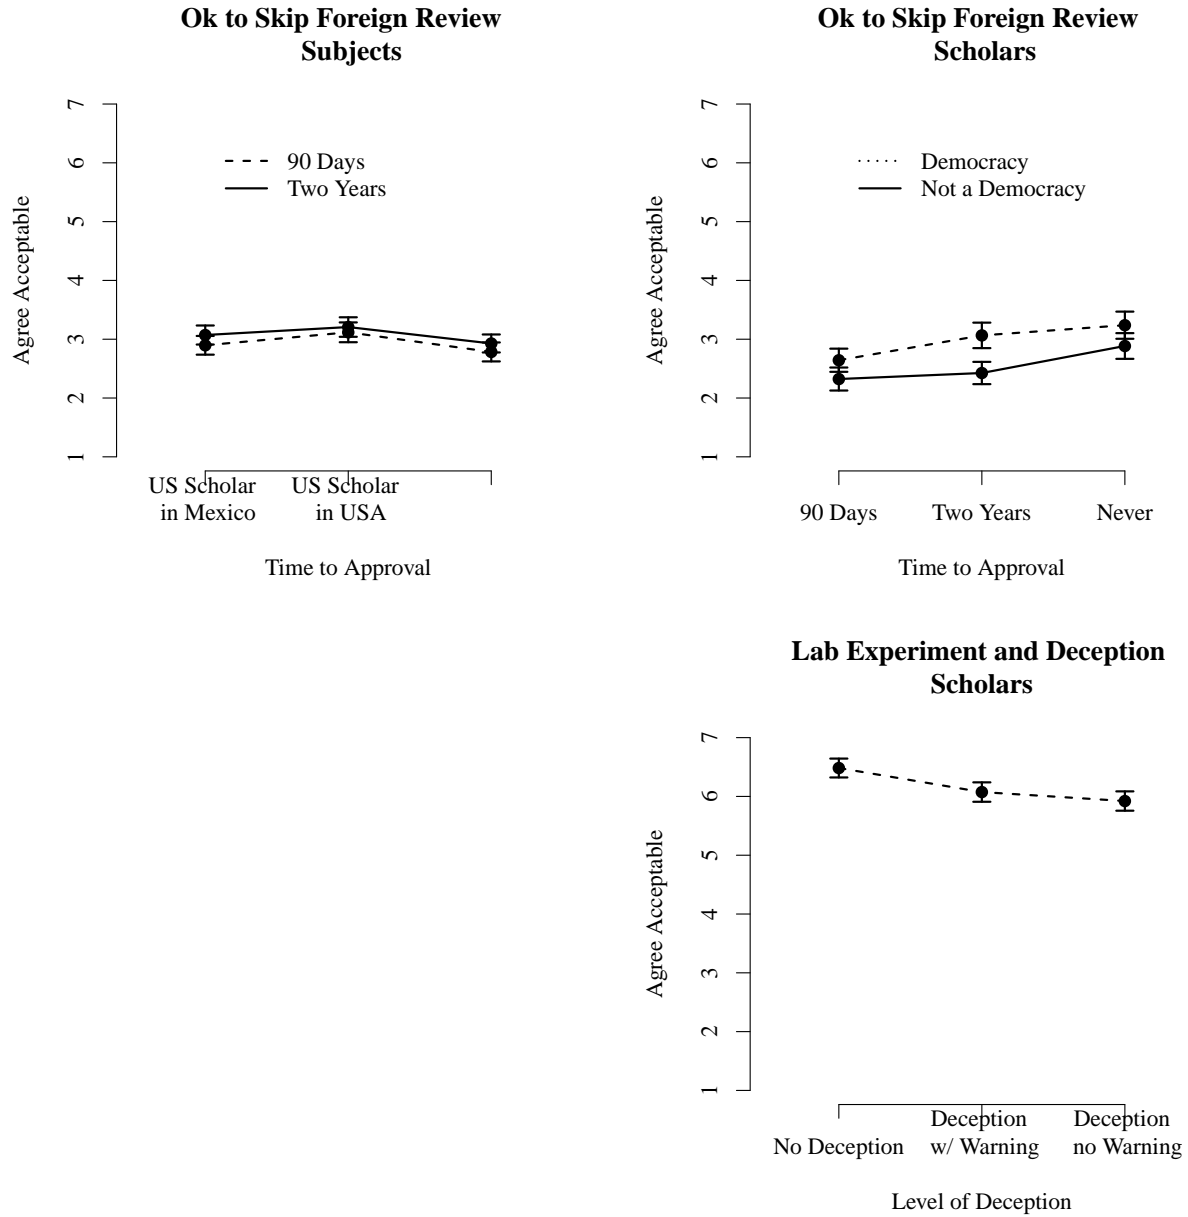 Ok to Skip Foreign Review
Subjects
Agree Acceptable
7
6
5
4
3
2
1
90 Days
Two Years
US Scholar
in Mexico
US Scholar
in USA
Time to Approval
Ok to Skip Foreign Review
Scholars
Agree Acceptable
7
6
5
4
3
2
1
Democracy
Not a Democracy
90 Days
Two Years
Never
Time to Approval
Lab Experiment and Deception
Scholars
Agree Acceptable
7
6
5
4
3
2
1
No Deception
Deception
w/ Warning
Deception
no Warning
Level of Deception